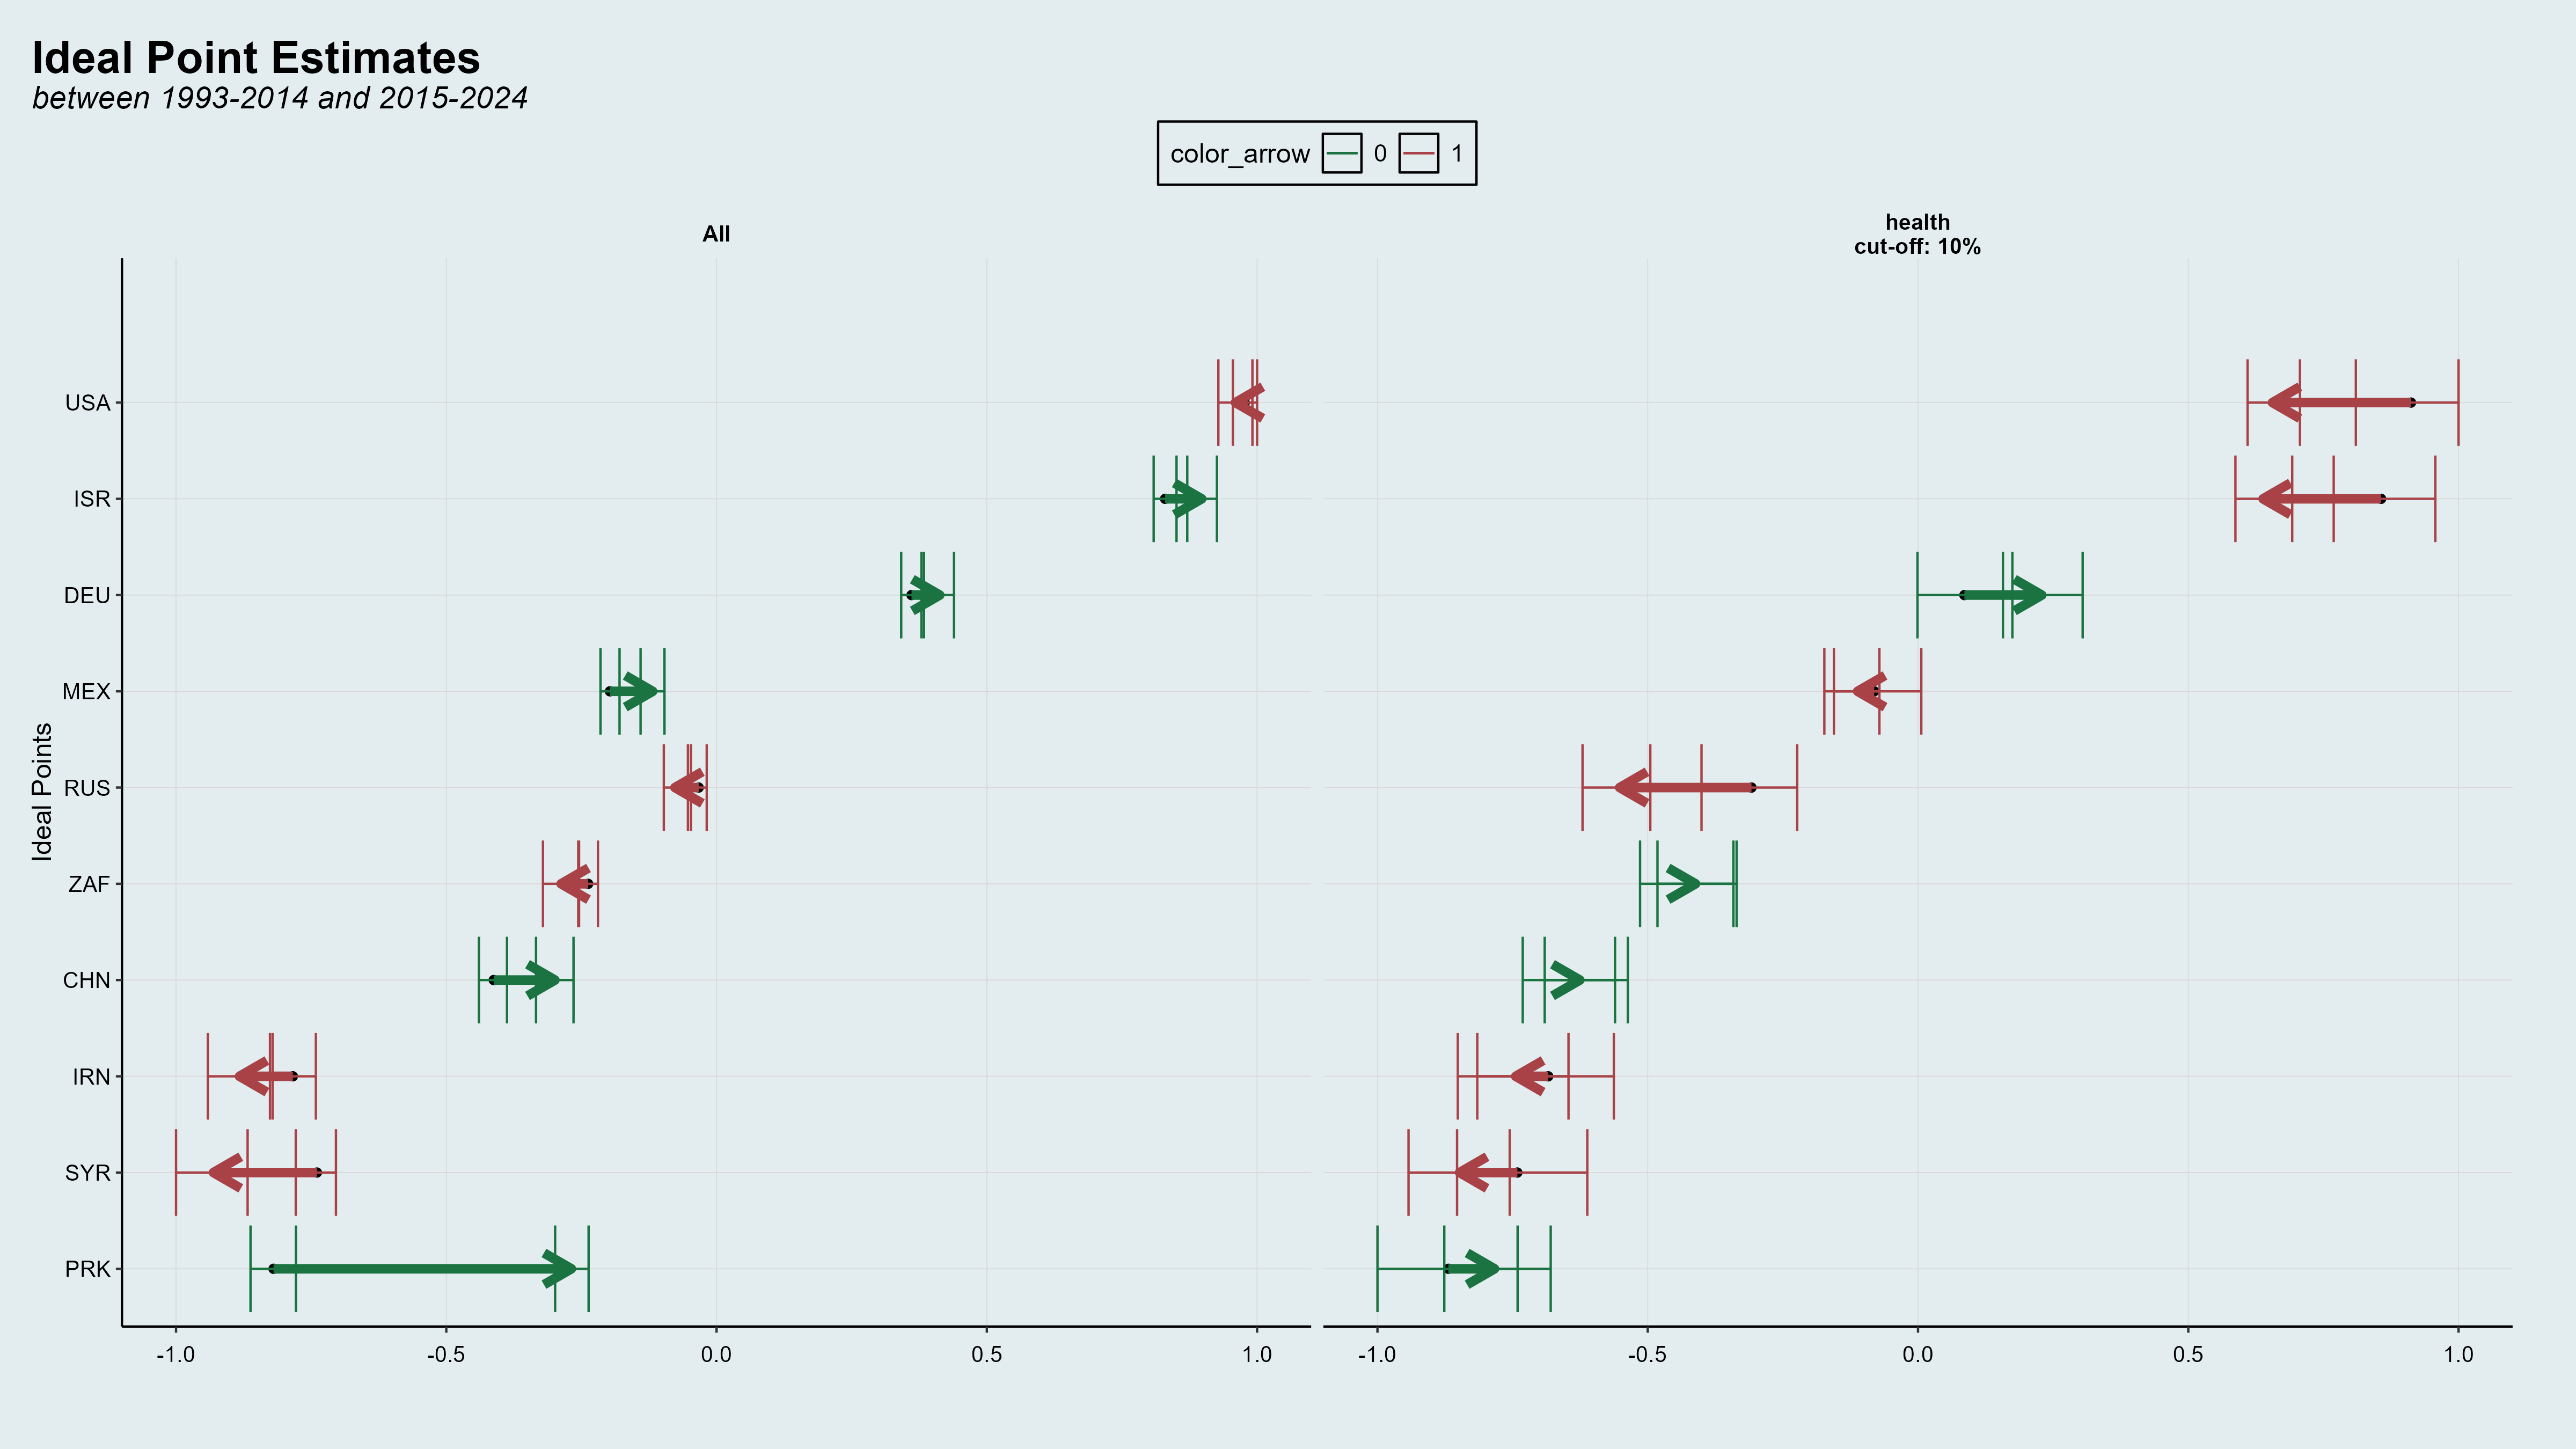 Ideal Point Estimates
between 1993-2014 and 2015-2024
color_arrow 0 1
All
health
cut-off: 10%
Ideal Points
USA
ISR
DEU
MEX
RUS
ZAF
CHN
IRN
SYR
PRK
-1.0 -0.5 0.0 0.5 1.0
-1.0 -0.5 0.0 0.5 1.0